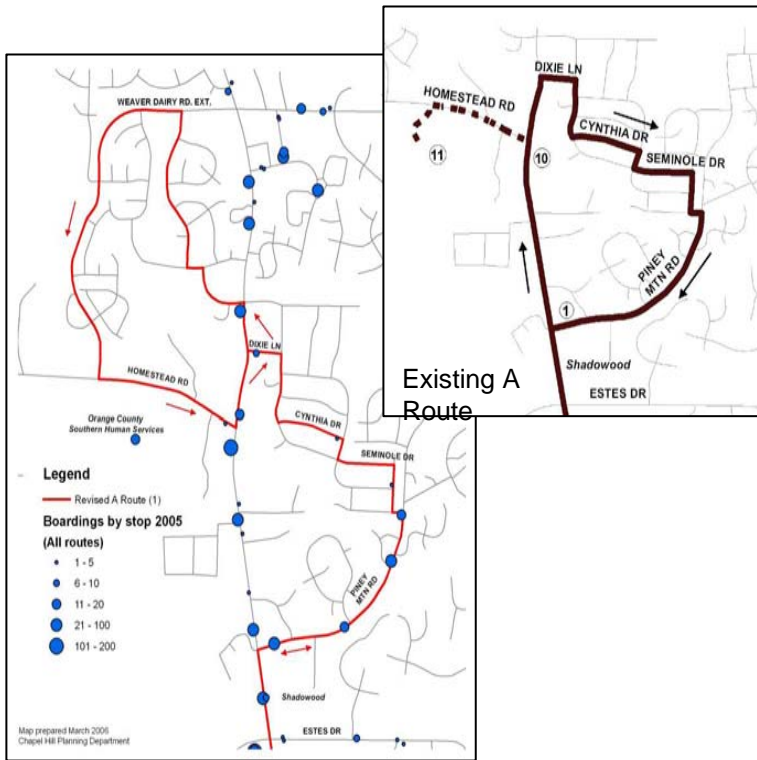 WEAVER DAIRY RD. EXT.
DIXIE LN
HOMESTEAD RD
Orange County
Southern Human Services
CYNTHIA DR
SEMINOLE DR
PINEY
MTN RD
Shadowood
ESTES DR
Legend
Revised A Route (1)
Boardings by stop 2005
(All routes)
1 - 5
6 - 10
11 - 20
21 - 100
101 - 200
Map prepared March 2006
Chapel Hill Planning Department
DIXIE LN
HOMESTEAD RD
CYNTHIA DR
11
10
SEMINOLE DR
PINEY
MTN RD
1
Shadowood
ESTES DR
Existing A
Route